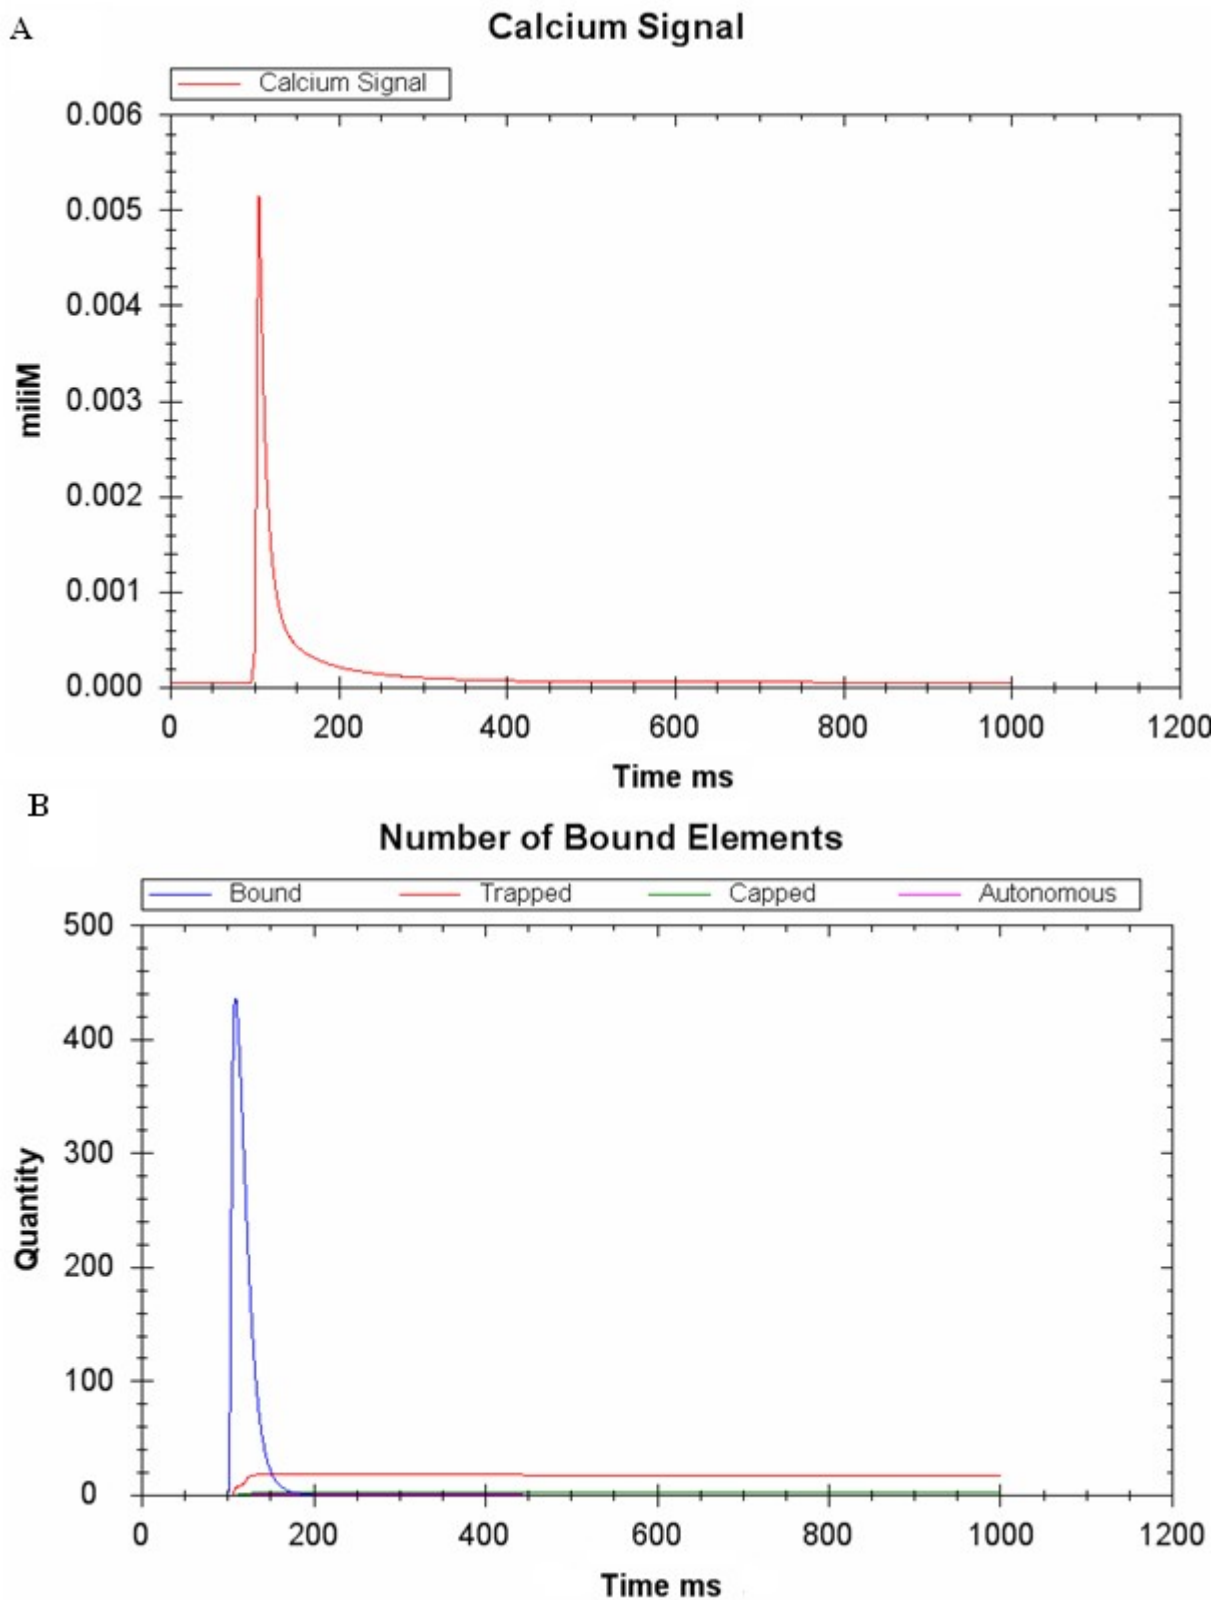 A
Calcium Signal
Calcium Signal
0.006
0.005
0.004
0.003
0.002
0.001
0.000
miliM
0 200 400 600 800 1000 1200
Time ms
B
Number of Bound Elements
Bound Trapped Capped Autonomous
500
400
300
200
100
0
Quantity
0 200 400 600 800 1000 1200
Time ms